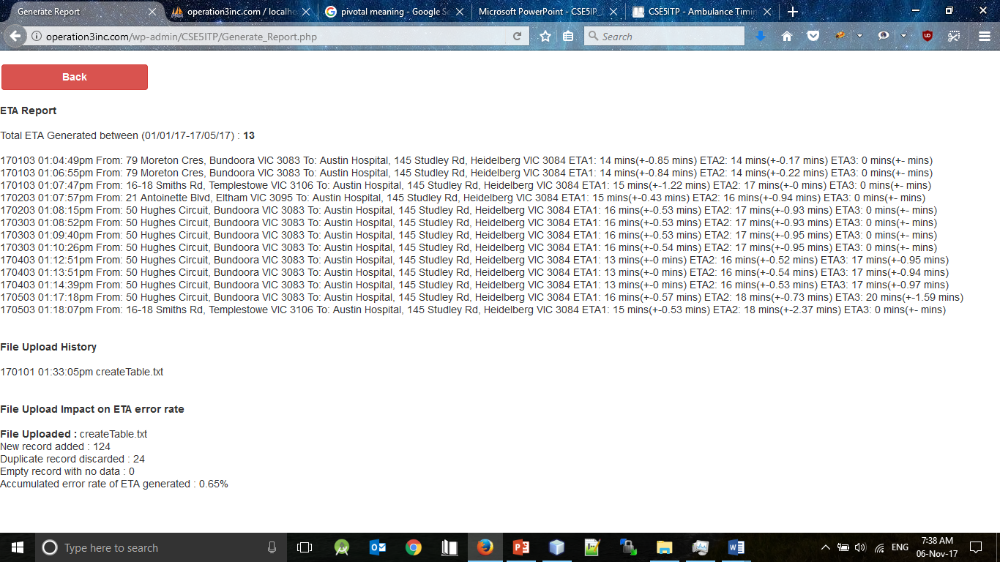 Generate Report
operation3inc.com / localho
pivotal meaning - Google Se
Microsoft PowerPoint - CSE5IP_
CSE5ITP - Ambulance Timin
operation3inc.com/wp-admin/CSE5ITP/Generate_Report.php
Search
Back
ETA Report
Total ETA Generated between (01/01/17-17/05/17) : 13
170103 01:04:49pm From: 79 Moreton Cres, Bundoora VIC 3083 To: Austin Hospital, 145 Studley Rd, Heidelberg VIC 3084 ETA1: 14 mins(+-0.85 mins) ETA2: 14 mins(+-0.17 mins) ETA3: 0 mins(+- mins)
170103 01:06:55pm From: 79 Moreton Cres, Bundoora VIC 3083 To: Austin Hospital, 145 Studley Rd, Heidelberg VIC 3084 ETA1: 14 mins(+-0.84 mins) ETA2: 14 mins(+-0.22 mins) ETA3: 0 mins(+- mins)
170103 01:07:47pm From: 16-18 Smiths Rd, Templestowe VIC 3106 To: Austin Hospital, 145 Studley Rd, Heidelberg VIC 3084 ETA1: 15 mins(+-1.22 mins) ETA2: 17 mins(+-0 mins) ETA3: 0 mins(+- mins)
170203 01:07:57pm From: 21 Antoinette Blvd, Eltham VIC 3095 To: Austin Hospital, 145 Studley Rd, Heidelberg VIC 3084 ETA1: 15 mins(+-0.43 mins) ETA2: 16 mins(+-0.94 mins) ETA3: 0 mins(+- mins)
170203 01:08:15pm From: 50 Hughes Circuit, Bundoora VIC 3083 To: Austin Hospital, 145 Studley Rd, Heidelberg VIC 3084 ETA1: 16 mins(+-0.53 mins) ETA2: 17 mins(+-0.93 mins) ETA3: 0 mins(+- mins)
170303 01:08:52pm From: 50 Hughes Circuit, Bundoora VIC 3083 To: Austin Hospital, 145 Studley Rd, Heidelberg VIC 3084 ETA1: 16 mins(+-0.53 mins) ETA2: 17 mins(+-0.93 mins) ETA3: 0 mins(+- mins)
170303 01:09:40pm From: 50 Hughes Circuit, Bundoora VIC 3083 To: Austin Hospital, 145 Studley Rd, Heidelberg VIC 3084 ETA1: 16 mins(+-0.53 mins) ETA2: 17 mins(+-0.95 mins) ETA3: 0 mins(+- mins)
170303 01:10:26pm From: 50 Hughes Circuit, Bundoora VIC 3083 To: Austin Hospital, 145 Studley Rd, Heidelberg VIC 3084 ETA1: 16 mins(+-0.54 mins) ETA2: 17 mins(+-0.95 mins) ETA3: 0 mins(+- mins)
170403 01:12:51pm From: 50 Hughes Circuit, Bundoora VIC 3083 To: Austin Hospital, 145 Studley Rd, Heidelberg VIC 3084 ETA1: 13 mins(+-0 mins) ETA2: 16 mins(+-0.52 mins) ETA3: 17 mins(+-0.95 mins)
170403 01:13:51pm From: 50 Hughes Circuit, Bundoora VIC 3083 To: Austin Hospital, 145 Studley Rd, Heidelberg VIC 3084 ETA1: 13 mins(+-0 mins) ETA2: 16 mins(+-0.54 mins) ETA3: 17 mins(+-0.94 mins)
170403 01:14:39pm From: 50 Hughes Circuit, Bundoora VIC 3083 To: Austin Hospital, 145 Studley Rd, Heidelberg VIC 3084 ETA1: 13 mins(+-0 mins) ETA2: 16 mins(+-0.53 mins) ETA3: 17 mins(+-0.97 mins)
170503 01:17:18pm From: 50 Hughes Circuit, Bundoora VIC 3083 To: Austin Hospital, 145 Studley Rd, Heidelberg VIC 3084 ETA1: 16 mins(+-0.57 mins) ETA2: 18 mins(+-0.73 mins) ETA3: 20 mins(+-1.59 mins)
170503 01:18:07pm From: 16-18 Smiths Rd, Templestowe VIC 3106 To: Austin Hospital, 145 Studley Rd, Heidelberg VIC 3084 ETA1: 15 mins(+-0.53 mins) ETA2: 18 mins(+-2.37 mins) ETA3: 0 mins(+- mins)
File Upload History
170101 01:33:05pm createTable.txt
File Upload Impact on ETA error rate
File Uploaded : createTable.txt
New record added : 124
Duplicate record discarded : 24
Empty record with no data : 0
Accumulated error rate of ETA generated : 0.65%
Type here to search
ENG
7:38 AM
06-Nov-17